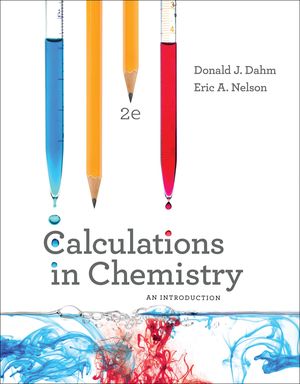 Donald J. Dahm
Eric A. Nelson
2e
Calculations
in Chemistry
AN INTRODUCTION